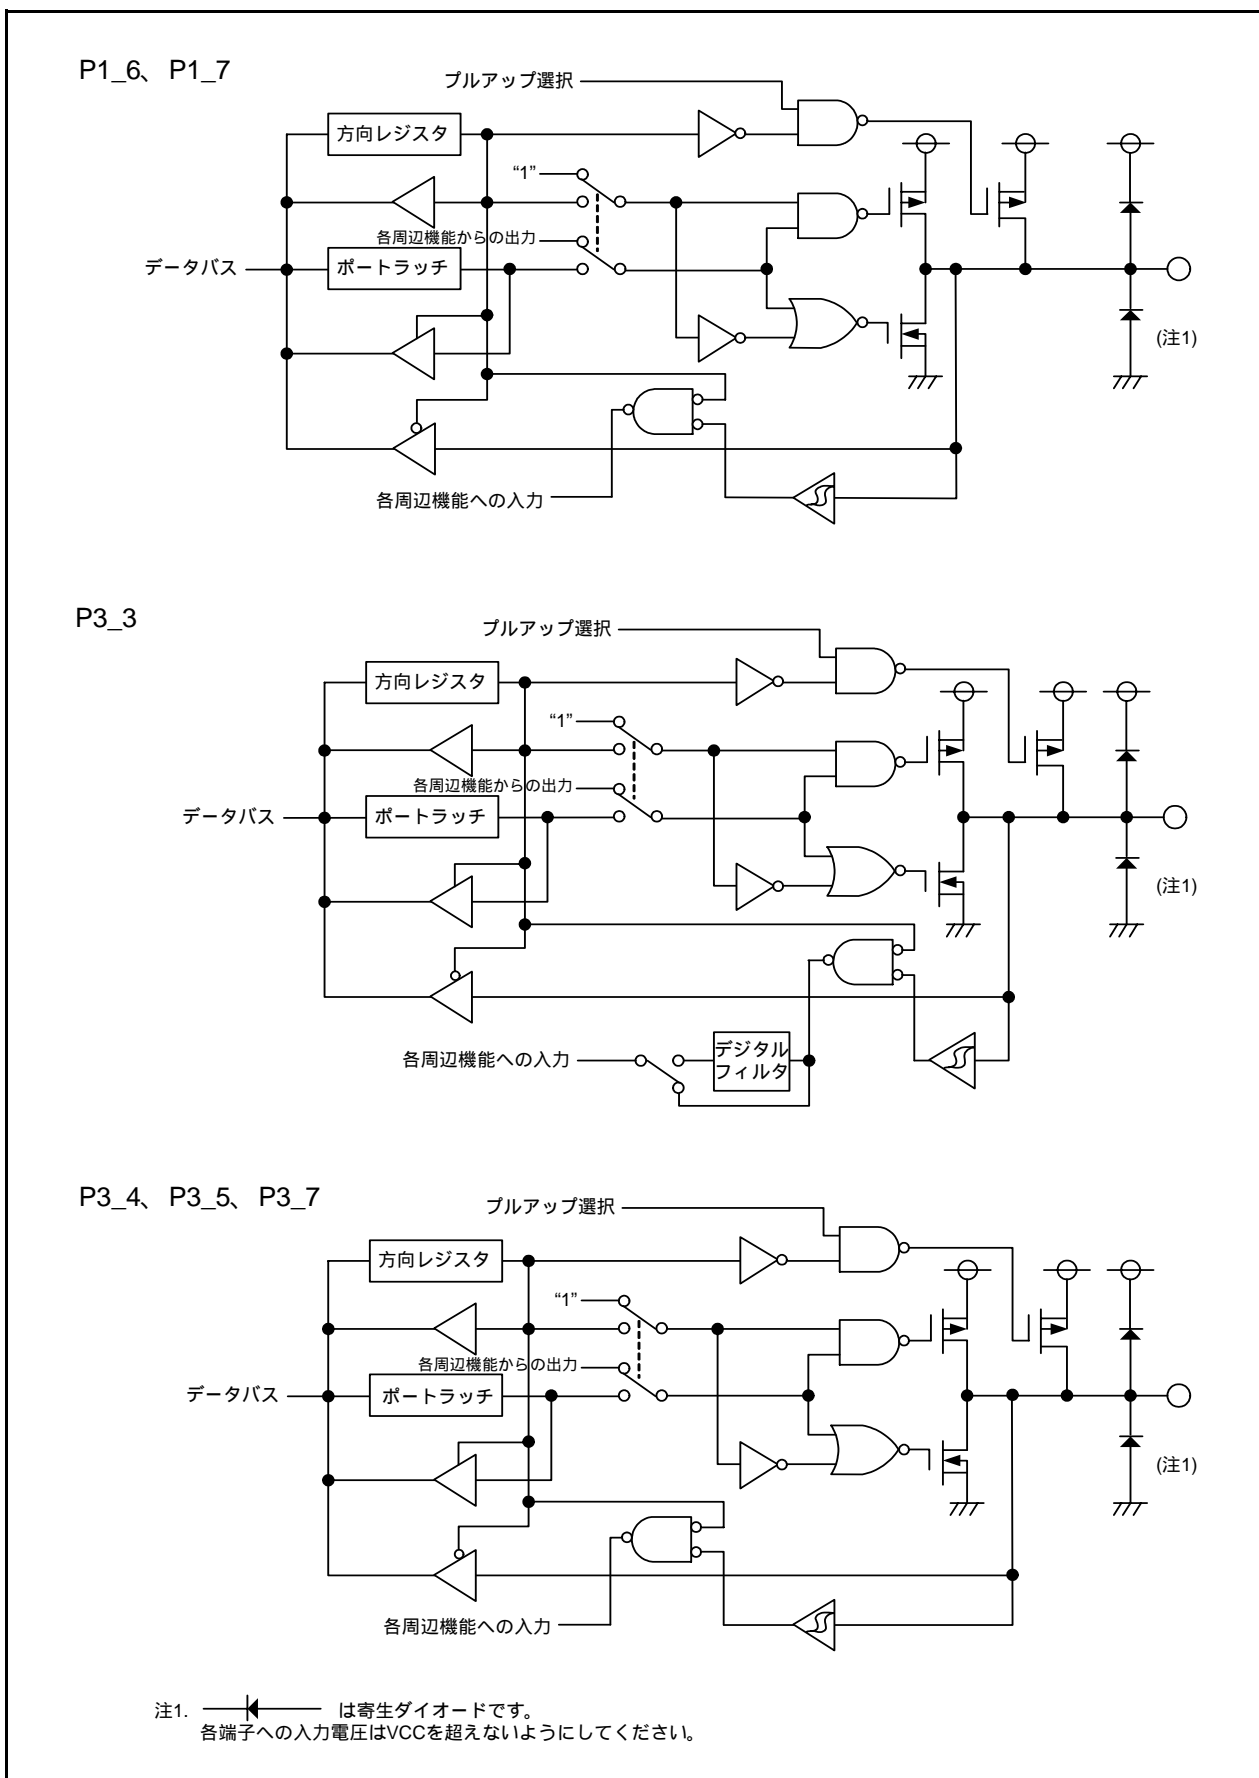 P1_6、 P1_7
プルアップ選択
方向レジスタ
“1”
各周辺機能からの出力
データバス
ポートラッチ
(注1)
各周辺機能への入力
P3_3
プルアップ選択
方向レジスタ
“1”
各周辺機能からの出力
データバス
ポートラッチ
(注1)
各周辺機能への入力
デジタル
フィルタ
P3_4、 P3_5、 P3_7
プルアップ選択
方向レジスタ
“1”
各周辺機能からの出力
データバス
ポートラッチ
(注1)
各周辺機能への入力
注1. は寄生ダイオードです。
各端子への入力電圧はVCCを超えないようにしてください。